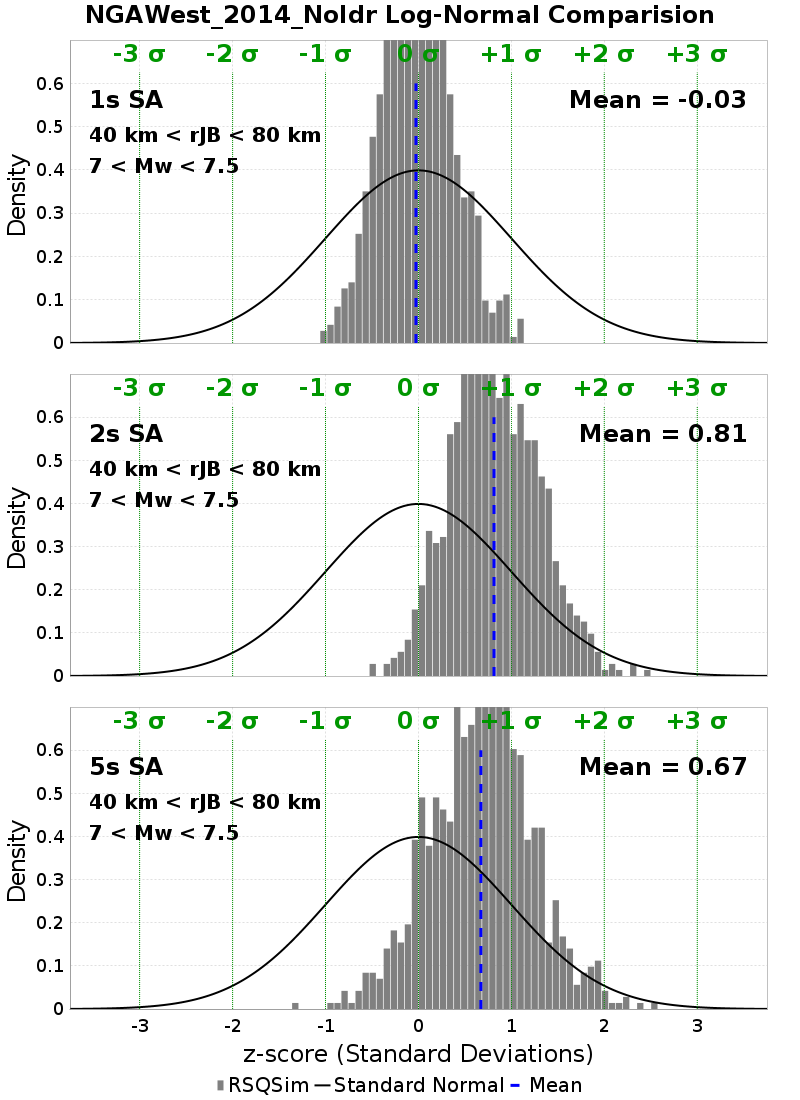 NGAWest_2014_NoIdr Log-Normal Comparision
-3 σ -2 σ -1 σ 0 σ +1 σ +2 σ +3 σ
1s SA
Mean = -0.03
40 km < rJB < 80 km
7 < Mw < 7.5
Density
0.6
0.5
0.4
0.3
0.2
0.1
0
-3 σ -2 σ -1 σ 0 σ +1 σ +2 σ +3 σ
2s SA
Mean = 0.81
40 km < rJB < 80 km
7 < Mw < 7.5
Density
0.6
0.5
0.4
0.3
0.2
0.1
0
-3 σ -2 σ -1 σ 0 σ +1 σ +2 σ +3 σ
5s SA
Mean = 0.67
40 km < rJB < 80 km
7 < Mw < 7.5
Density
0.6
0.5
0.4
0.3
0.2
0.1
0
-3 -2 -1 0 1 2 3
z-score (Standard Deviations)
RSQSim Standard Normal Mean